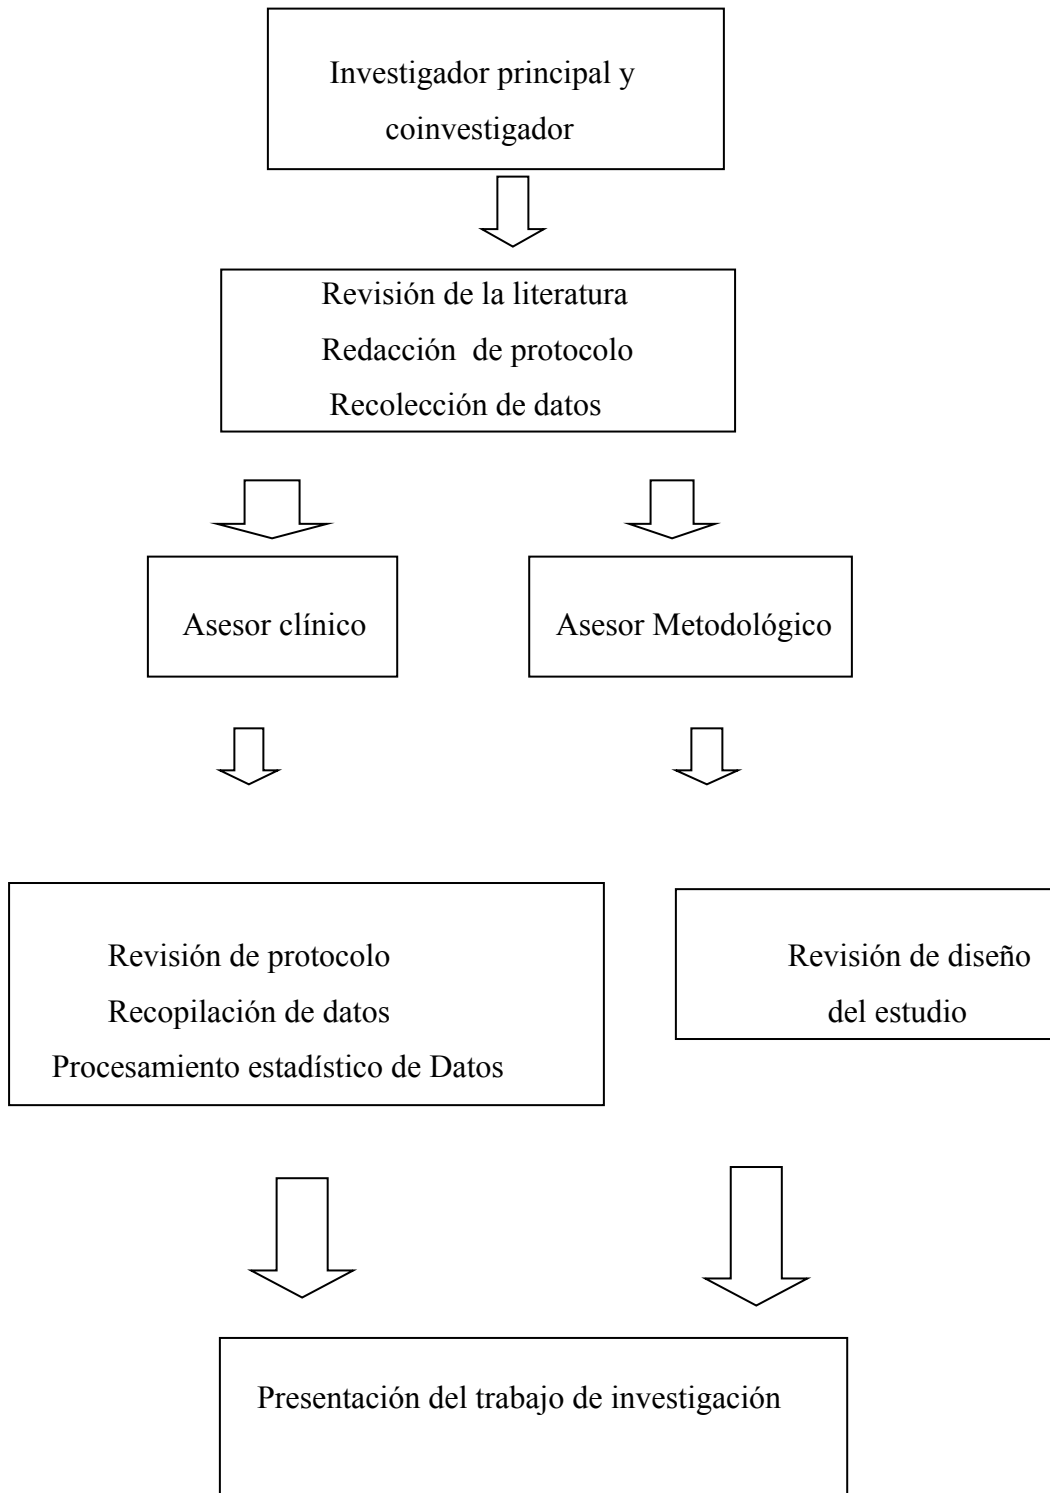 Investigador principal y
coinvestigador
Revisión de la literatura
Redacción  de protocolo
Recolección de datos
Asesor clínico
Asesor Metodológico
Revisión de protocolo
Recopilación de datos
Procesamiento estadístico de Datos
Revisión de diseño
del estudio
Presentación del trabajo de investigación